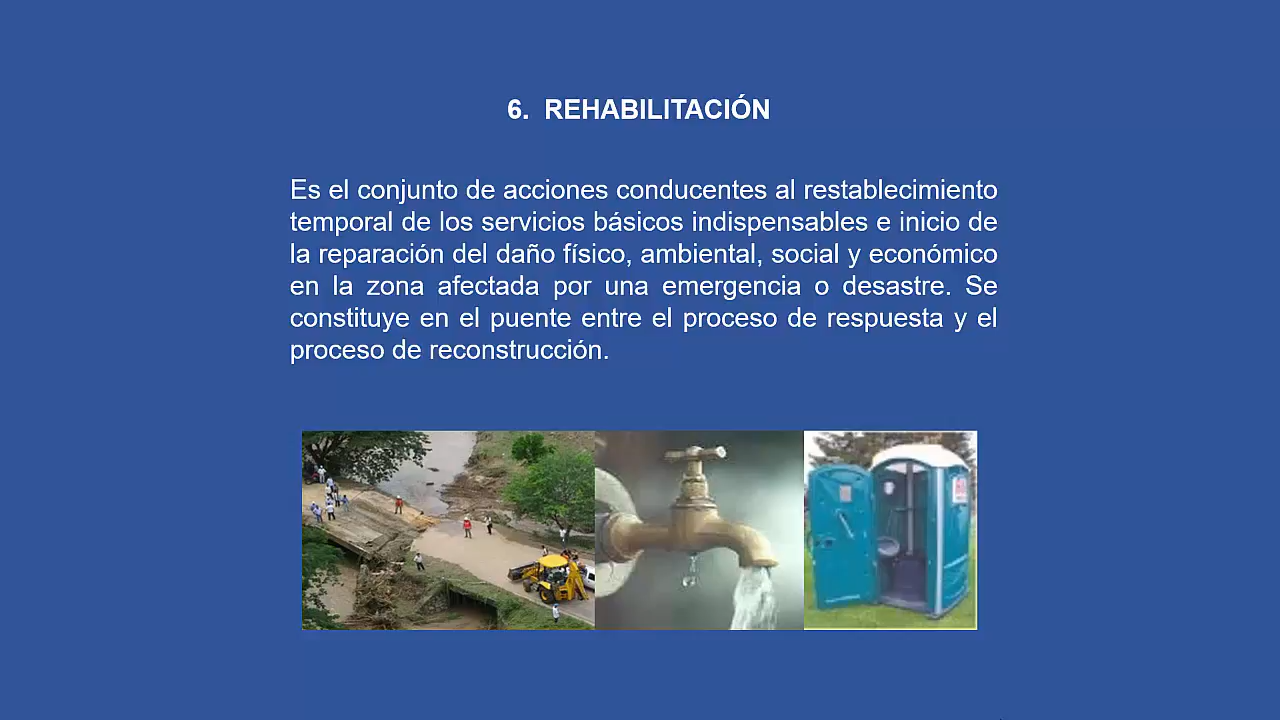 6. REHABILITACIÓN
Es el conjunto de acciones conducentes al restablecimiento
temporal de los servicios básicos indispensables e inicio de
la reparación del daño físico, ambiental, social y económico
en la zona afectada por una emergencia o desastre. Se
constituye en el puente entre el proceso de respuesta y el
proceso de reconstrucción.